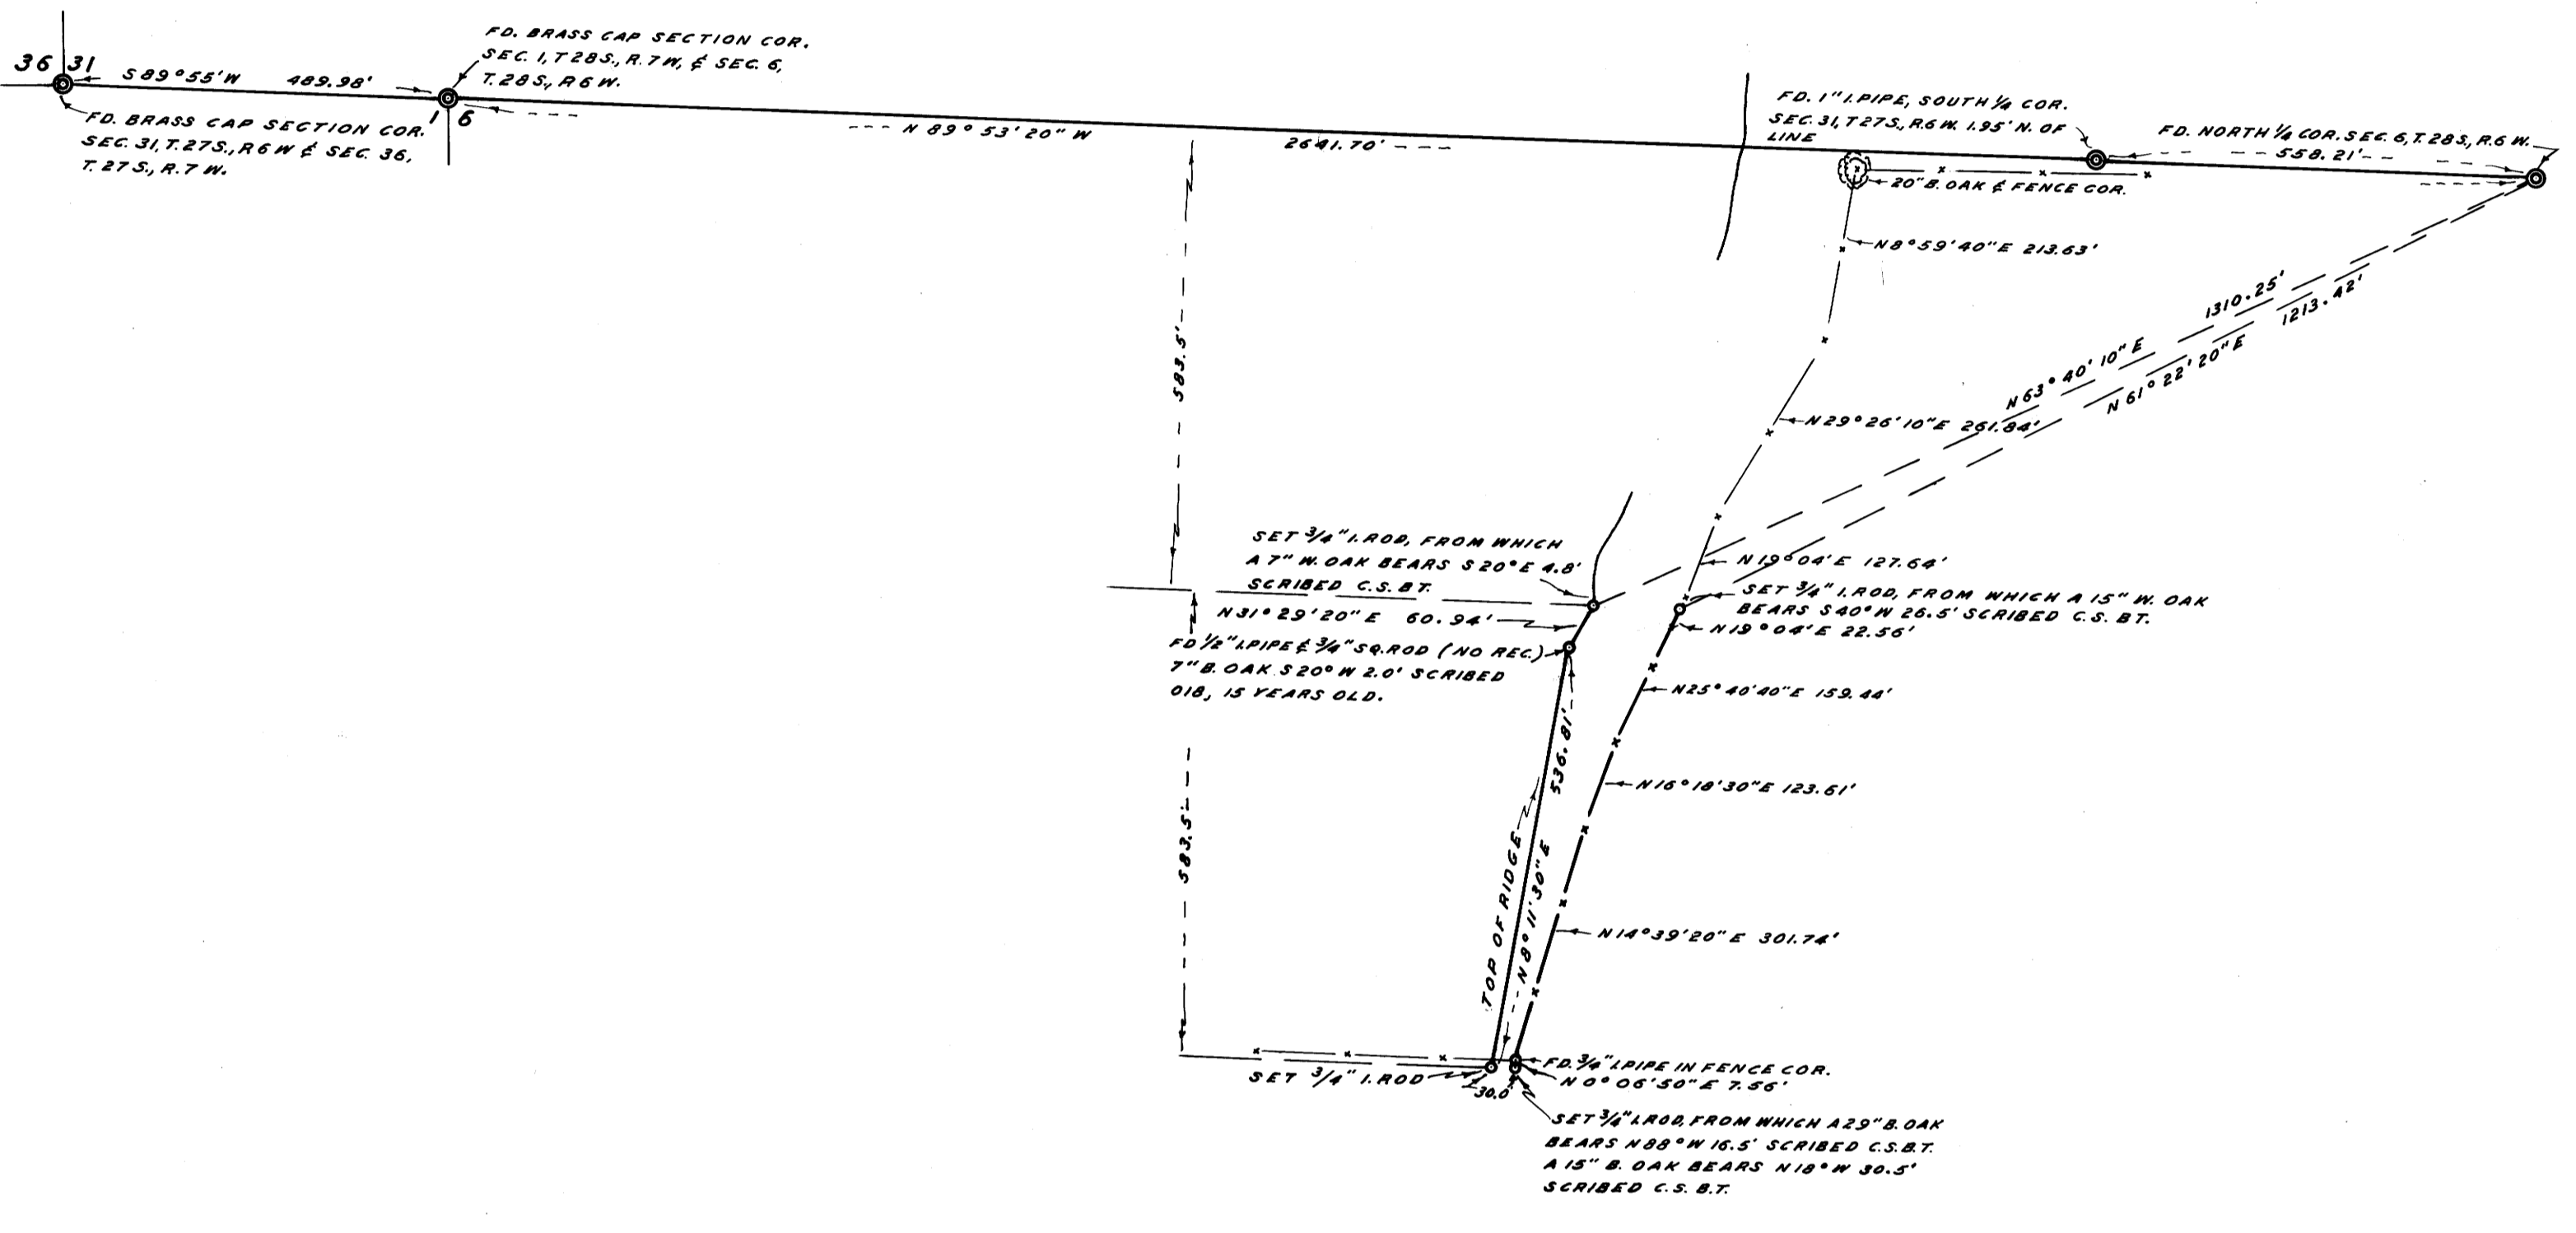 36 31
S 89° 55' W 489.98'
FD. BRASS CAP SECTION COR.
SEC. 31, T. 27 S., R 6 W & SEC. 36,
T. 27 S., R. 7 W.
FD. BRASS CAP SECTION COR.
SEC. 1, T 28 S., R. 7 W, & SEC. 6,
T. 28 S., R 6 W.
1 6
N 89° 53' 20" W
2641.70'
FD. 1" I. PIPE, SOUTH 1/4 COR.
SEC. 31, T 27 S., R. 6 W. 1.95' N. OF
LINE
FD. NORTH 1/4 COR. SEC. 6, T. 28 S., R. 6 W.
558.21'
20" B. OAK & FENCE COR.
N 8° 59' 40" E 213.63'
583.5'
1310.25'
1213.42'
N 63° 40' 10" E
N 61° 22' 20" E
N 29° 26' 10" E 261.84'
SET 3/4" I. ROD, FROM WHICH
A 7" W. OAK BEARS S 20° E 4.8'
SCRIBED C.S. BT.
N 19° 04' E 127.64'
SET 3/4" I. ROD, FROM WHICH A 15" W. OAK
BEARS S 40° W 26.5' SCRIBED C.S. BT.
N 31° 29' 20" E 60.94'
N 19° 04' E 22.56'
FD 1/2" I. PIPE & 3/4" SQ. ROD (NO REC.)
7" B. OAK S 20° W 2.0' SCRIBED
018, 15 YEARS OLD.
N 25° 40' 40" E 159.44'
536.81'
N 16° 18' 30" E 123.61'
583.5'
TOP OF RIDGE
N 8° 11' 30" E
N 14° 39' 20" E 301.74'
FD. 3/4" I. PIPE IN FENCE COR.
SET 3/4" I. ROD
N 0° 06' 50" E 7.56'
30.0'
SET 3/4" I. ROD, FROM WHICH A 29" B. OAK
BEARS N 88° W 16.5' SCRIBED C.S.B.T.
A 15" B. OAK BEARS N 18° W 30.5'
SCRIBED C.S. B.T.